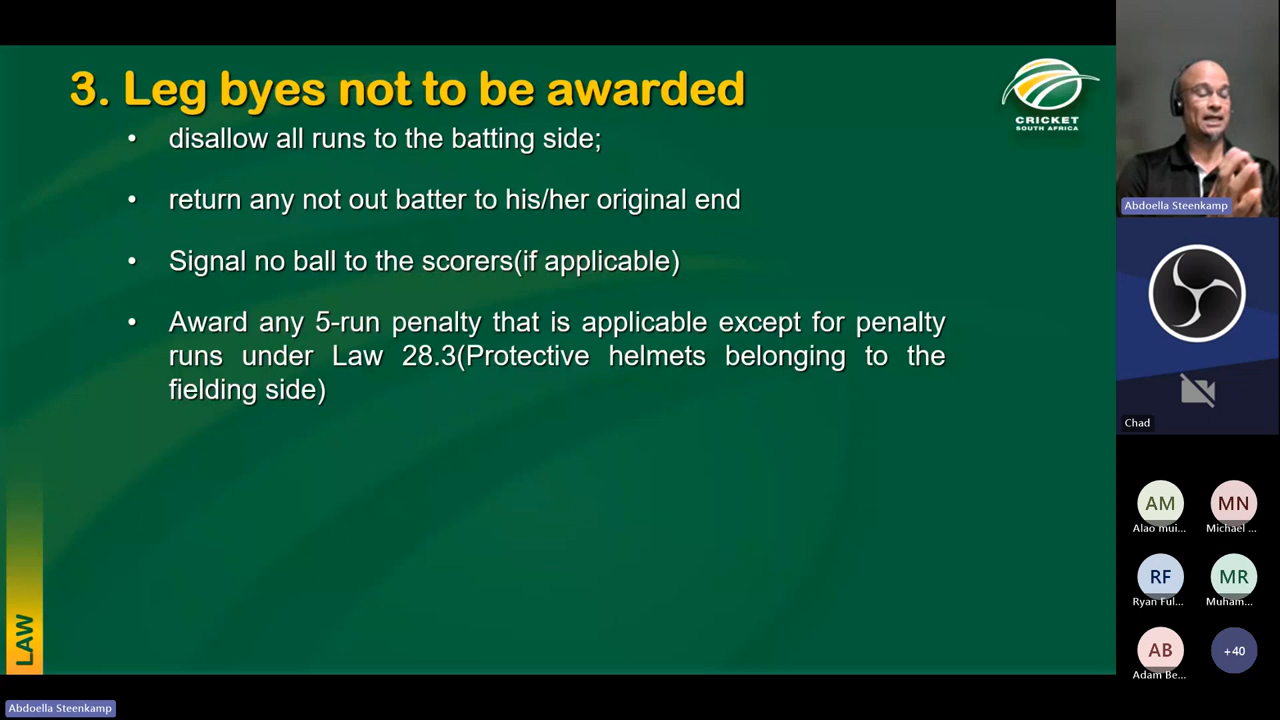 3. Leg byes not to be awarded
CRICKET
SOUTH AFRICA
• disallow all runs to the batting side;
• return any not out batter to his/her original end
• Signal no ball to the scorers(if applicable)
• Award any 5-run penalty that is applicable except for penalty
runs under Law 28.3(Protective helmets belonging to the
fielding side)
LAW
Abdoella Steenkamp
Abdoella Steenkamp
Chad
AM
MN
Alao mui...
Michael ...
RF
MR
Ryan Ful...
Muham...
AB
+40
Adam Be...